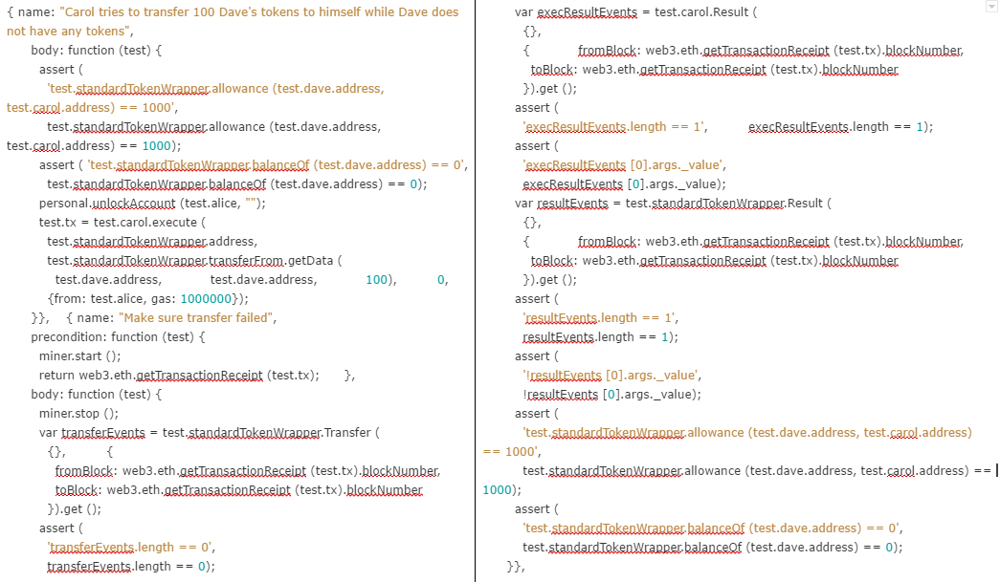 { name: "Carol tries to transfer 100 Dave's tokens to himself while Dave does
not have any tokens",
body: function (test) {
assert (
'test.standardTokenWrapper.allowance (test.dave.address,
test.carol.address) == 1000',
test.standardTokenWrapper.allowance (test.dave.address,
test.carol.address) == 1000);
assert ( 'test.standardTokenWrapper.balanceOf (test.dave.address) == 0',
test.standardTokenWrapper.balanceOf (test.dave.address) == 0);
personal.unlockAccount (test.alice, "");
test.tx = test.carol.execute (
test.standardTokenWrapper.address,
test.standardTokenWrapper.transferFrom.getData (
test.dave.address, test.dave.address, 100), 0,
{from: test.alice, gas: 1000000});
}}, { name: "Make sure transfer failed",
precondition: function (test) {
miner.start ();
return web3.eth.getTransactionReceipt (test.tx); },
body: function (test) {
miner.stop ();
var transferEvents = test.standardTokenWrapper.Transfer (
{}, {
fromBlock: web3.eth.getTransactionReceipt (test.tx).blockNumber,
toBlock: web3.eth.getTransactionReceipt (test.tx).blockNumber
}).get ();
assert (
'transferEvents.length == 0',
transferEvents.length == 0);
var execResultEvents = test.carol.Result (
{},
{ fromBlock: web3.eth.getTransactionReceipt (test.tx).blockNumber,
toBlock: web3.eth.getTransactionReceipt (test.tx).blockNumber
}).get ();
assert (
'execResultEvents.length == 1', execResultEvents.length == 1);
assert (
'execResultEvents [0].args._value',
execResultEvents [0].args._value);
var resultEvents = test.standardTokenWrapper.Result (
{},
{ fromBlock: web3.eth.getTransactionReceipt (test.tx).blockNumber,
toBlock: web3.eth.getTransactionReceipt (test.tx).blockNumber
}).get ();
assert (
'resultEvents.length == 1',
resultEvents.length == 1);
assert (
'!resultEvents [0].args._value',
!resultEvents [0].args._value);
assert (
'test.standardTokenWrapper.allowance (test.dave.address, test.carol.address)
== 1000',
test.standardTokenWrapper.allowance (test.dave.address, test.carol.address) ==
1000);
assert (
'test.standardTokenWrapper.balanceOf (test.dave.address) == 0',
test.standardTokenWrapper.balanceOf (test.dave.address) == 0);
}},